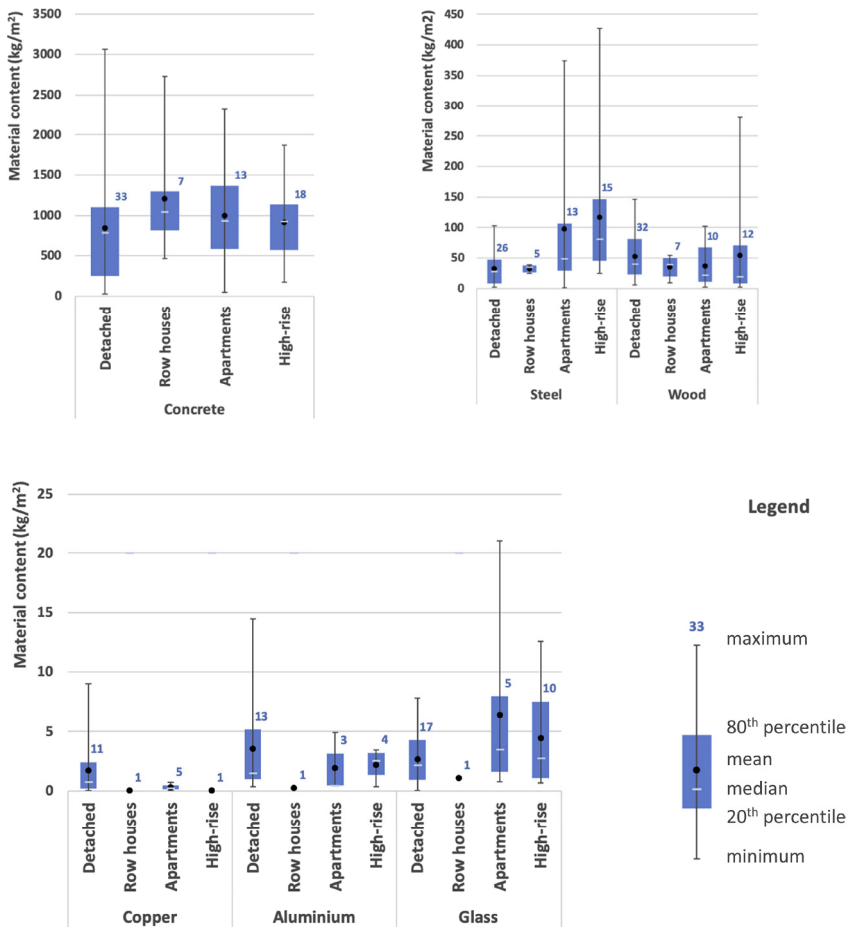 Material content (kg/m²)
3500
3000
2500
2000
1500
1000
500
0
33
7
13
18
Detached
Row houses
Apartments
High-rise
Concrete
Material content (kg/m2)
450
400
350
300
250
200
150
100
50
0
26
5
13
15
32
7
10
12
Detached
Row houses
Apartments
High-rise
Detached
Row houses
Apartments
High-rise
Steel
Wood
Material content (kg/m²)
25
20
15
10
5
0
11
1
5
1
13
1
3
4
17
1
5
10
Detached
Row houses
Apartments
High-rise
Detached
Row houses
Apartments
High-rise
Detached
Row houses
Apartments
High-rise
Copper
Aluminium
Glass
Legend
33
maximum
80th percentile
mean
median
20th percentile
minimum